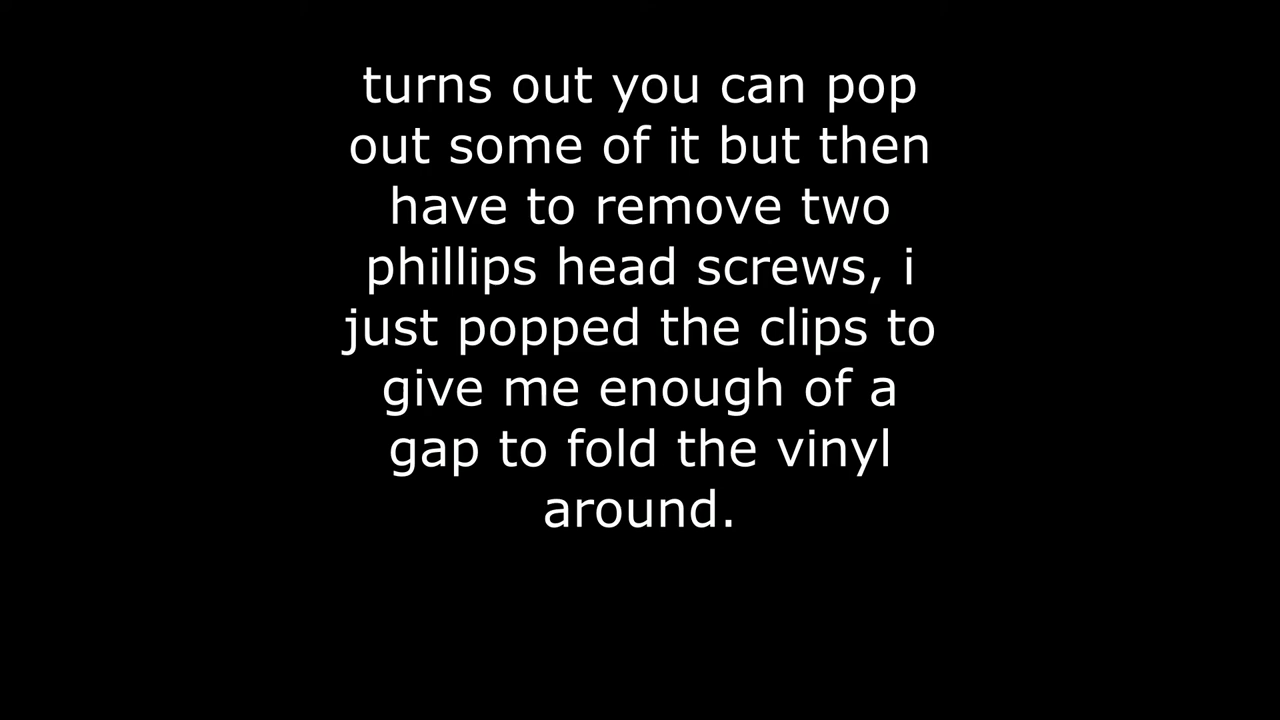 turns out you can pop
out some of it but then
have to remove two
phillips head screws, i
just popped the clips to
give me enough of a
gap to fold the vinyl
around.